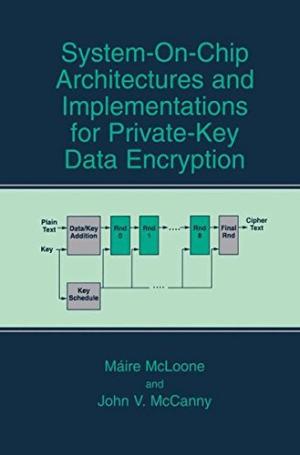 System-On-Chip
Architectures and
Implementations
for Private-Key
Data Encryption
Plain
Text
Key
Data/Key
Addition
Rnd
0
Rnd
1
.....
Rnd
8
Final
Rnd
Cipher
Text
Key
Schedule
.....
Máire McLoone
and
John V. McCanny